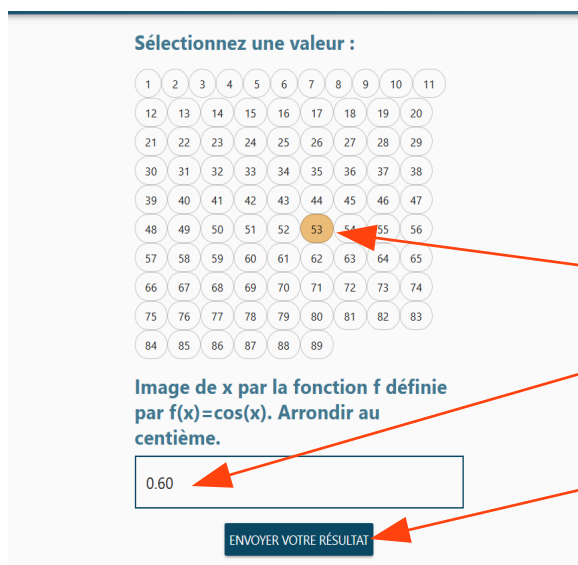 Sélectionnez une valeur :
1 2 3 4 5 6 7 8 9 10 11
12 13 14 15 16 17 18 19 20
21 22 23 24 25 26 27 28 29
30 31 32 33 34 35 36 37 38
39 40 41 42 43 44 45 46 47
48 49 50 51 52 53 54 55 56
57 58 59 60 61 62 63 64 65
66 67 68 69 70 71 72 73 74
75 76 77 78 79 80 81 82 83
84 85 86 87 88 89
Image de x par la fonction f définie
par f(x)=cos(x). Arrondir au
centième.
0.60
ENVOYER VOTRE RÉSULTAT